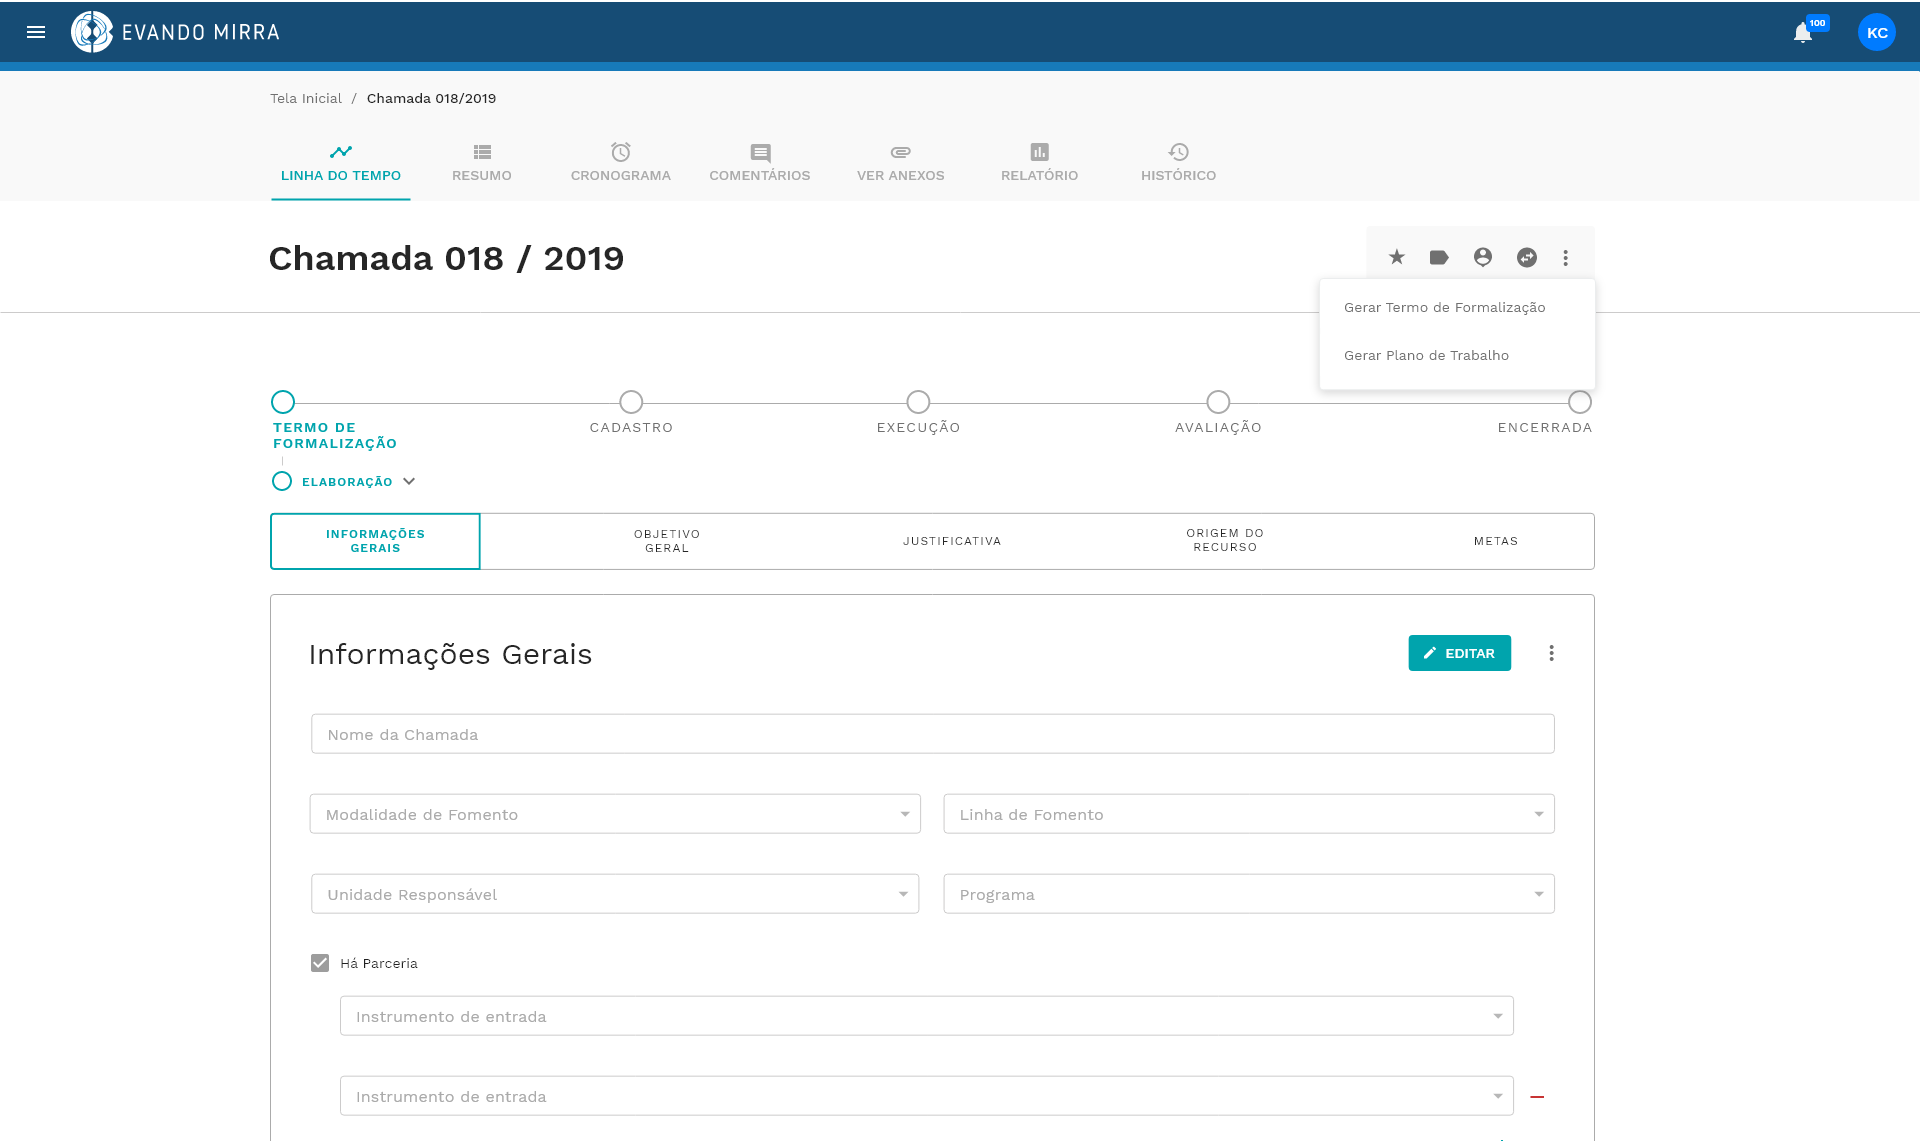 EVANDO MIRRA
100
KC
Tela Inicial / Chamada 018/2019
LINHA DO TEMPO
RESUMO
CRONOGRAMA
COMENTÁRIOS
VER ANEXOS
RELATÓRIO
HISTÓRICO
Chamada 018 / 2019
Gerar Termo de Formalização
Gerar Plano de Trabalho
TERMO DE
FORMALIZAÇÃO
CADASTRO
EXECUÇÃO
AVALIAÇÃO
ENCERRADA
ELABORAÇÃO
INFORMAÇÕES
GERAIS
OBJETIVO
GERAL
JUSTIFICATIVA
ORIGEM DO
RECURSO
METAS
Informações Gerais
EDITAR
Nome da Chamada
Modalidade de Fomento
Linha de Fomento
Unidade Responsável
Programa
Há Parceria
Instrumento de entrada
Instrumento de entrada